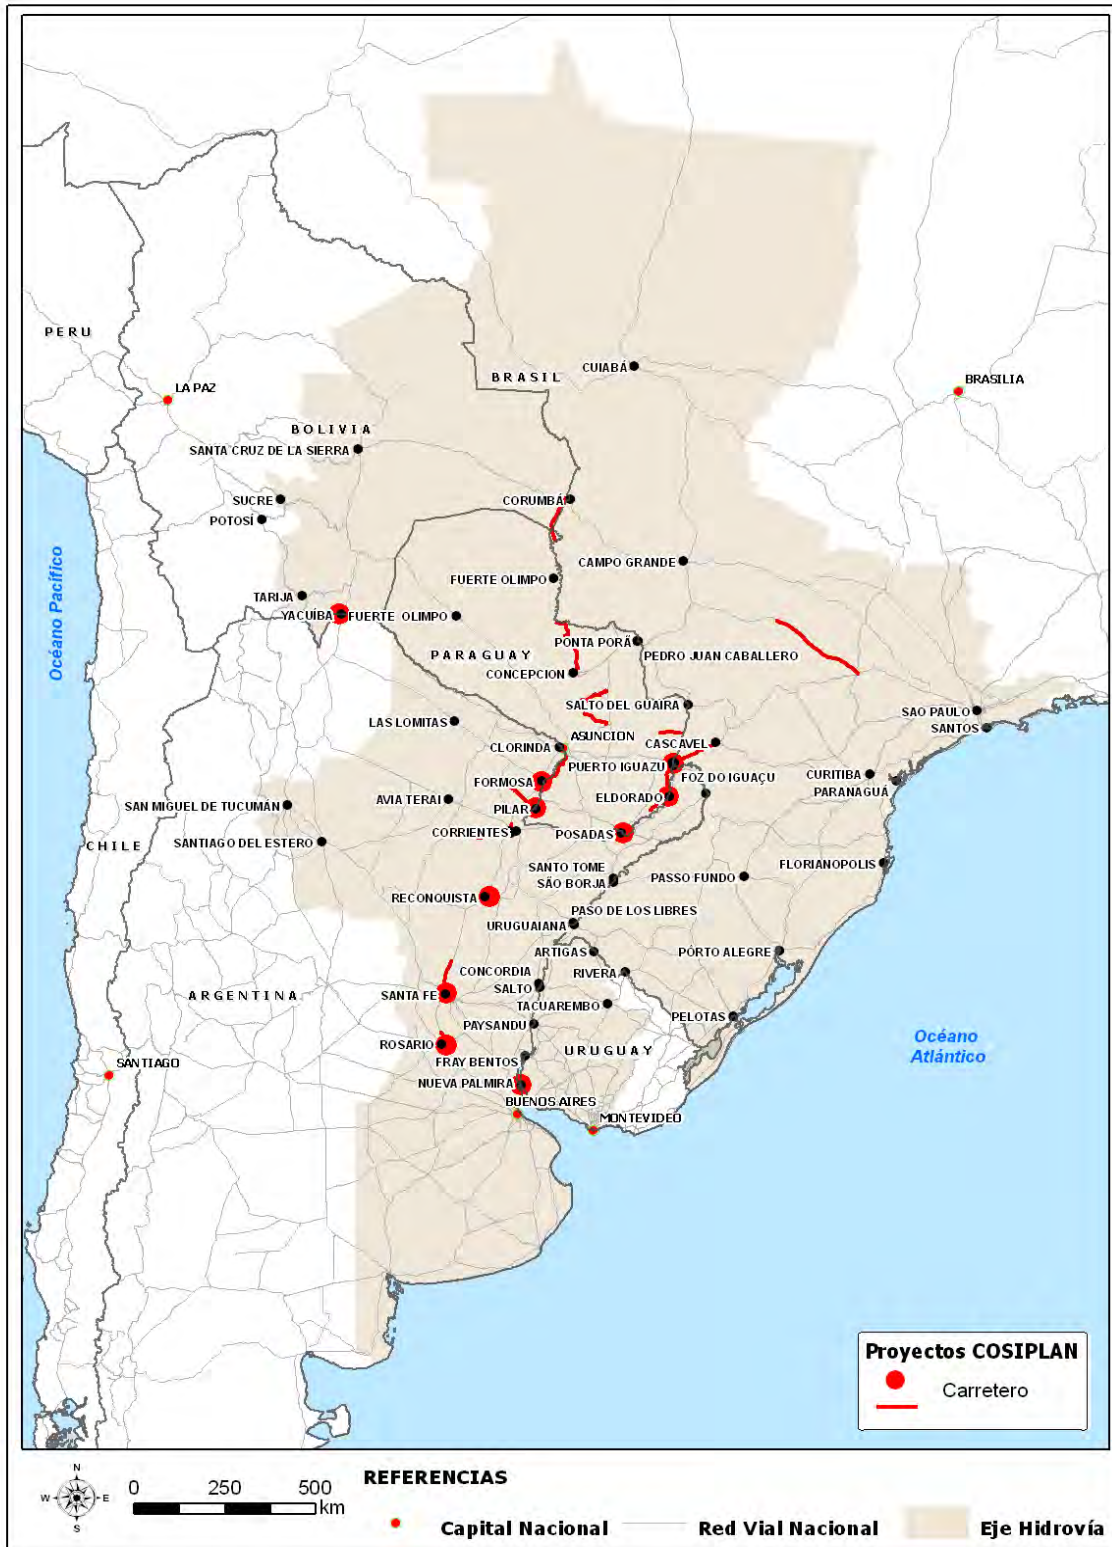 PERU
LA PAZ
BRASIL
CUIABÁ
BRASILIA
BOLIVIA
SANTA CRUZ DE LA SIERRA
SUCRE
POTOSÍ
CORUMBÁ
Océano Pacífico
CAMPO GRANDE
FUERTE OLIMPO
TARIJA
YACUÍBA
FUERTE OLIMPO
PONTA PORÃ
PARAGUAY
PEDRO JUAN CABALLERO
CONCEPCION
SALTO DEL GUAIRA
SAO PAULO
SANTOS
LAS LOMITAS
ASUNCION
CLORINDA
CASCAVEL
PUERTO IGUAZU
FOZ DO IGUAÇU
CURITIBA
PARANAGUÁ
FORMOSA
ELDORADO
AVIA TERAI
SAN MIGUEL DE TUCUMÁN
PILAR
CORRIENTES
POSADAS
CHILE
SANTIAGO DEL ESTERO
FLORIANOPOLIS
SANTO TOME
SÃO BORJA
PASSO FUNDO
RECONQUISTA
PASO DE LOS LIBRES
URUGUAIANA
ARTIGAS
PÓRTO ALEGRE
CONCORDIA
RIVERA
SALTO
ARGENTINA
SANTA FE
TACUAREMBO
PELOTAS
PAYSANDU
Océano
Atlántico
ROSARIO
URUGUAY
SANTIAGO
FRAY BENTOS
NUEVA PALMIRA
BUENOS AIRES
MONTEVIDEO
Proyectos COSIPLAN
Carretero
N
W
E
S
0 250 500
km
REFERENCIAS
Capital Nacional
Red Vial Nacional
Eje Hidrovía